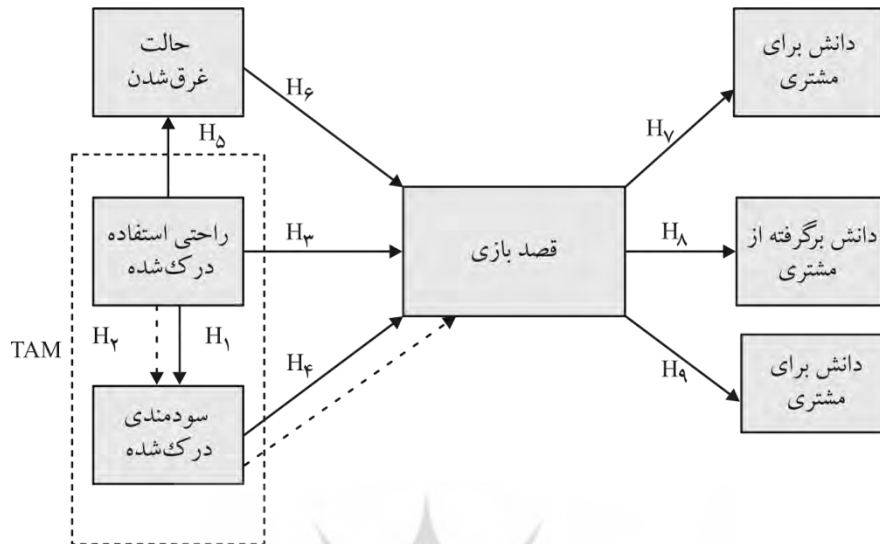 حالت
غرق‌شدن
H۶
H۵
راحتی استفاده
درک‌شده
H۳
H۲
H۱
TAM
سودمندی
درک‌شده
H۴
قصد بازی
H۷
دانش برای
مشتری
H۸
دانش برگرفته از
مشتری
H۹
دانش برای
مشتری